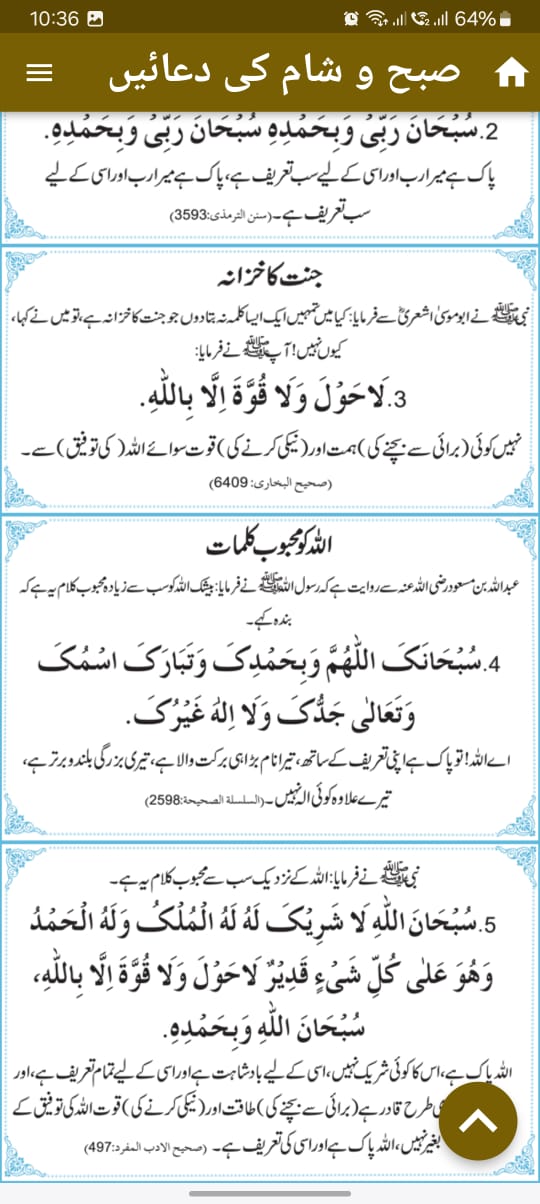 10:36 64%
صبح و شام کی دعائیں
2.سُبْحَانَ رَبِّیْ وَبِحَمْدِہٖ سُبْحَانَ رَبِّیْ وَبِحَمْدِہٖ.
پاک ہے میرا رب اور اسی کے لیے سب تعریف ہے، پاک ہے میرا رب اور اسی کے لیے
سب تعریف ہے۔(سنن الترمذی:3593)
جنت کا خزانہ
نبی ﷺ نے ابو موسیٰ اشعریؓ سے فرمایا: کیا میں تمہیں ایک ایسا کلمہ نہ بتا دوں جو جنت کا خزانہ ہے، تو میں نے کہا،
کیوں نہیں! آپ ﷺ نے فرمایا:
3.لَا حَوْلَ وَلَا قُوَّۃَ اِلَّا بِاللّٰہِ.
نہیں کوئی (برائی سے بچنے کی) ہمت اور (نیکی کرنے کی) قوت سوائے اللہ (کی توفیق) سے۔
(صحیح البخاری: 6409)
اللہ کو محبوب کلمات
عبداللہ بن مسعود رضی اللہ عنہ سے روایت ہے کہ رسول اللہ ﷺ نے فرمایا: بیشک اللہ کو سب سے زیادہ محبوب کلام یہ ہے کہ
بندہ کہے۔
4.سُبْحَانَکَ اللّٰھُمَّ وَبِحَمْدِکَ وَتَبَارَکَ اسْمُکَ
وَتَعَالٰی جَدُّکَ وَلَا اِلٰہَ غَیْرُکَ.
اے اللہ! تو پاک ہے اپنی تعریف کے ساتھ، تیرا نام بڑا ہی برکت والا ہے، تیری بزرگی بلند و برتر ہے،
تیرے علاوہ کوئی الٰہ نہیں۔(السلسلة الصحیحة:2598)
نبی ﷺ نے فرمایا: اللہ کے نزدیک سب سے محبوب کلام یہ ہے۔
5.سُبْحَانَ اللّٰہِ لَا شَرِیْکَ لَہٗ لَہُ الْمُلْکُ وَلَہُ الْحَمْدُ
وَھُوَ عَلٰی کُلِّ شَیْءٍ قَدِیْرٌ لَا حَوْلَ وَلَا قُوَّۃَ اِلَّا بِاللّٰہِ،
سُبْحَانَ اللّٰہِ وَبِحَمْدِہٖ.
اللہ پاک ہے، اس کا کوئی شریک نہیں، اسی کے لیے بادشاہت ہے اور اسی کے لیے تمام تعریف ہے، اور
طرح قادر ہے (برائی سے بچنے کی) طاقت اور (نیکی کرنے کی) قوت اللہ کی توفیق کے
بغیر نہیں، اللہ پاک ہے اور اسی کی تعریف ہے۔ (صحیح الادب المفرد:497)